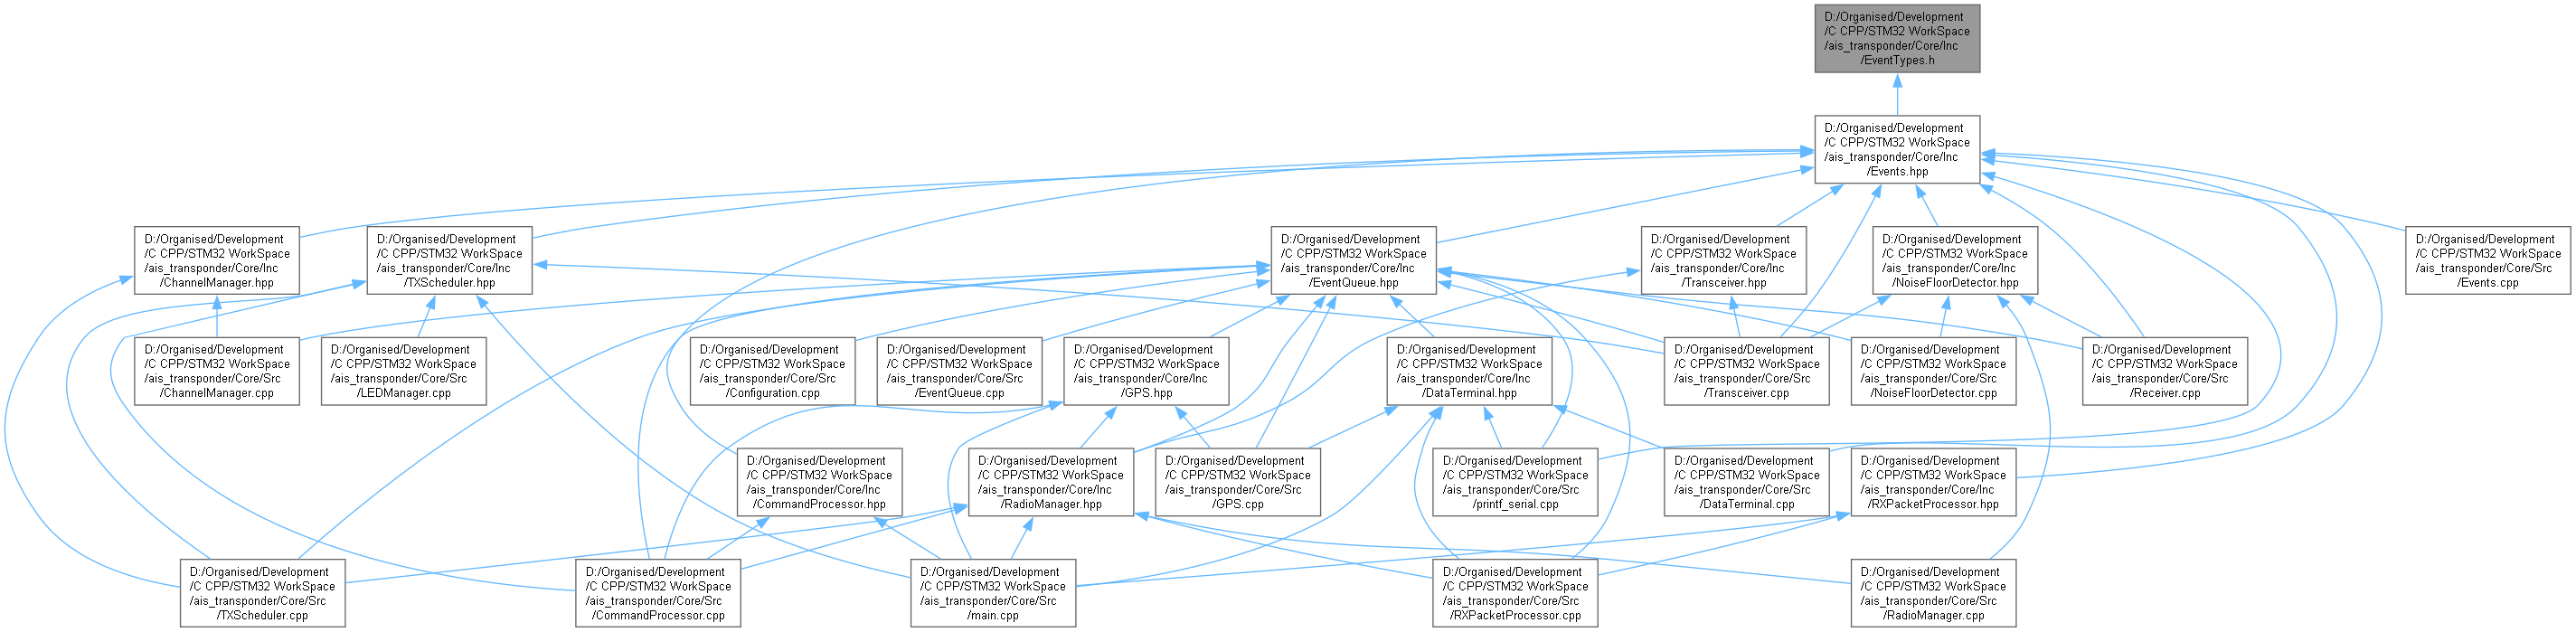 D:/Organised/Development
/C CPP/STM32 WorkSpace
/ais_transponder/Core/Inc
/EventTypes.h
D:/Organised/Development
/C CPP/STM32 WorkSpace
/ais_transponder/Core/Inc
/Events.hpp
D:/Organised/Development
/C CPP/STM32 WorkSpace
/ais_transponder/Core/Inc
/ChannelManager.hpp
D:/Organised/Development
/C CPP/STM32 WorkSpace
/ais_transponder/Core/Inc
/TXScheduler.hpp
D:/Organised/Development
/C CPP/STM32 WorkSpace
/ais_transponder/Core/Inc
/EventQueue.hpp
D:/Organised/Development
/C CPP/STM32 WorkSpace
/ais_transponder/Core/Inc
/Transceiver.hpp
D:/Organised/Development
/C CPP/STM32 WorkSpace
/ais_transponder/Core/Inc
/NoiseFloorDetector.hpp
D:/Organised/Development
/C CPP/STM32 WorkSpace
/ais_transponder/Core/Src
/Events.cpp
D:/Organised/Development
/C CPP/STM32 WorkSpace
/ais_transponder/Core/Src
/ChannelManager.cpp
D:/Organised/Development
/C CPP/STM32 WorkSpace
/ais_transponder/Core/Src
/LEDManager.cpp
D:/Organised/Development
/C CPP/STM32 WorkSpace
/ais_transponder/Core/Src
/Configuration.cpp
D:/Organised/Development
/C CPP/STM32 WorkSpace
/ais_transponder/Core/Src
/EventQueue.cpp
D:/Organised/Development
/C CPP/STM32 WorkSpace
/ais_transponder/Core/Inc
/GPS.hpp
D:/Organised/Development
/C CPP/STM32 WorkSpace
/ais_transponder/Core/Inc
/DataTerminal.hpp
D:/Organised/Development
/C CPP/STM32 WorkSpace
/ais_transponder/Core/Src
/Transceiver.cpp
D:/Organised/Development
/C CPP/STM32 WorkSpace
/ais_transponder/Core/Src
/NoiseFloorDetector.cpp
D:/Organised/Development
/C CPP/STM32 WorkSpace
/ais_transponder/Core/Src
/Receiver.cpp
D:/Organised/Development
/C CPP/STM32 WorkSpace
/ais_transponder/Core/Inc
/CommandProcessor.hpp
D:/Organised/Development
/C CPP/STM32 WorkSpace
/ais_transponder/Core/Inc
/RadioManager.hpp
D:/Organised/Development
/C CPP/STM32 WorkSpace
/ais_transponder/Core/Src
/GPS.cpp
D:/Organised/Development
/C CPP/STM32 WorkSpace
/ais_transponder/Core/Src
/printf_serial.cpp
D:/Organised/Development
/C CPP/STM32 WorkSpace
/ais_transponder/Core/Src
/DataTerminal.cpp
D:/Organised/Development
/C CPP/STM32 WorkSpace
/ais_transponder/Core/Inc
/RXPacketProcessor.hpp
D:/Organised/Development
/C CPP/STM32 WorkSpace
/ais_transponder/Core/Src
/TXScheduler.cpp
D:/Organised/Development
/C CPP/STM32 WorkSpace
/ais_transponder/Core/Src
/CommandProcessor.cpp
D:/Organised/Development
/C CPP/STM32 WorkSpace
/ais_transponder/Core/Src
/main.cpp
D:/Organised/Development
/C CPP/STM32 WorkSpace
/ais_transponder/Core/Src
/RXPacketProcessor.cpp
D:/Organised/Development
/C CPP/STM32 WorkSpace
/ais_transponder/Core/Src
/RadioManager.cpp